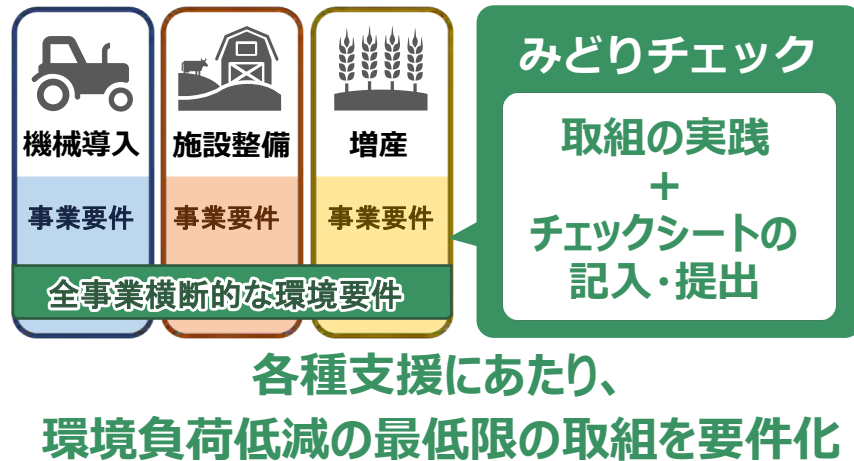 機械導入
施設整備
増産
事業要件
事業要件
事業要件
全事業横断的な環境要件
みどりチェック
取組の実践
+
チェックシートの
記入・提出
各種支援にあたり、
環境負荷低減の最低限の取組を要件化